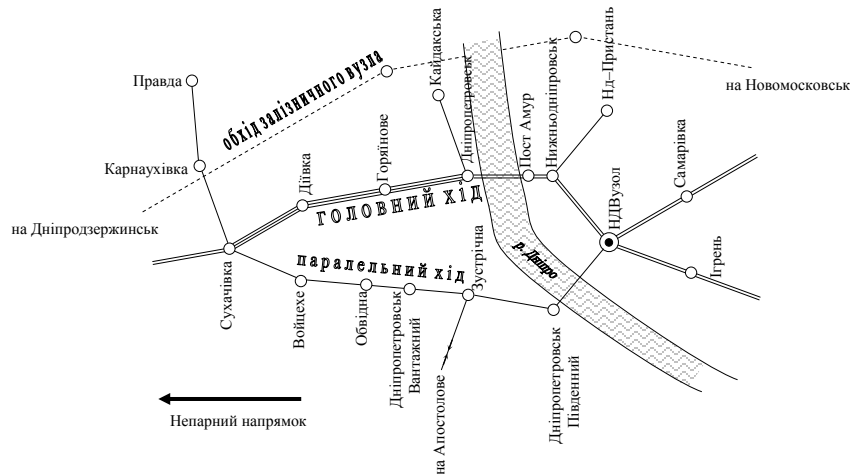 Правда
обхід залізничного вузла
Кайдакська
Дніпропетровськ
Нд–Пристань
на Новомосковськ
Карнаухівка
Діївка
Горяїнове
Пост Амур
Нижньодніпровськ
Самарівка
НДВузол
ГОЛОВНИЙ ХІД
на Дніпродзержинськ
р. Дніпро
Ігрень
Сухачівка
паралельний хід
Зустрічна
Войцехе
Обвідна
Дніпропетровськ
Вантажний
на Апостолове
Дніпропетровськ
Південний
Непарний напрямок